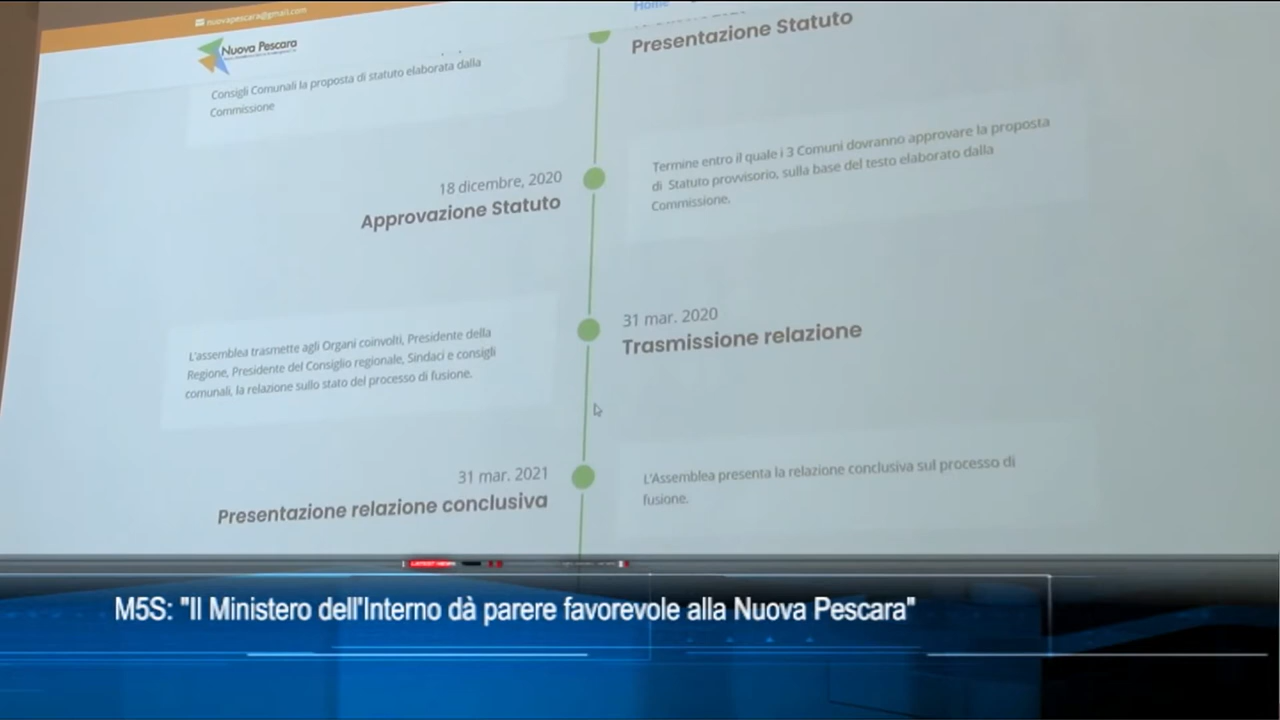 nuovapescara@gmail.com
Home
Nuova Pescara
Presentazione Statuto
Consigli Comunali la proposta di statuto elaborata dalla
Commissione
18 dicembre, 2020
Approvazione Statuto
Termine entro il quale i 3 Comuni dovranno approvare la proposta
di Statuto provvisorio, sulla base del testo elaborato dalla
Commissione.
31 mar. 2020
Trasmissione relazione
L'assemblea trasmette agli Organi coinvolti, Presidente della
Regione, Presidente del Consiglio regionale, Sindaci e consigli
comunali, la relazione sullo stato del processo di fusione.
31 mar. 2021
Presentazione relazione conclusiva
L'Assemblea presenta la relazione conclusiva sul processo di
fusione.
LATEST NEWS
M5S: "Il Ministero dell'Interno dà parere favorevole alla Nuova Pescara"